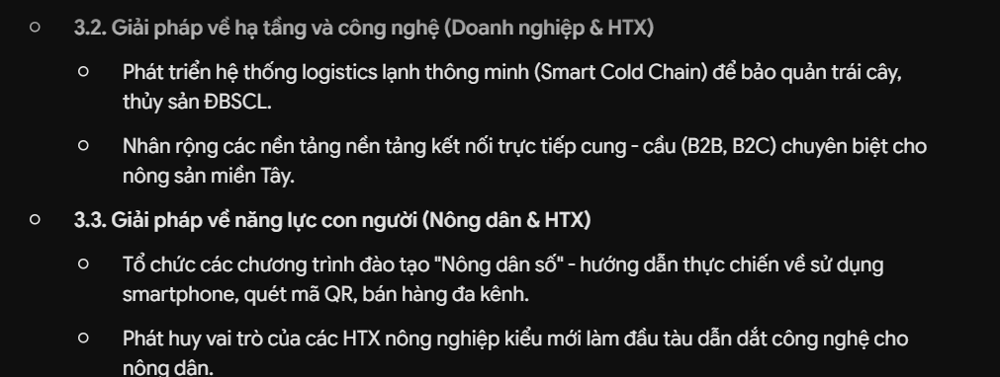 3.2. Giải pháp về hạ tầng và công nghệ (Doanh nghiệp & HTX)
Phát triển hệ thống logistics lạnh thông minh (Smart Cold Chain) để bảo quản trái cây,
thủy sản ĐBSCL.
Nhân rộng các nền tảng nền tảng kết nối trực tiếp cung - cầu (B2B, B2C) chuyên biệt cho
nông sản miền Tây.
3.3. Giải pháp về năng lực con người (Nông dân & HTX)
Tổ chức các chương trình đào tạo "Nông dân số" - hướng dẫn thực chiến về sử dụng
smartphone, quét mã QR, bán hàng đa kênh.
Phát huy vai trò của các HTX nông nghiệp kiểu mới làm đầu tàu dẫn dắt công nghệ cho
nông dân.